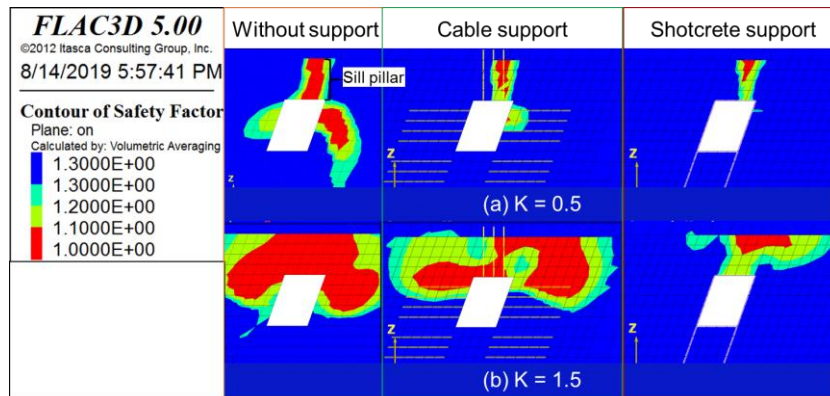 FLAC3D 5.00
©2012 Itasca Consulting Group, Inc.
8/14/2019 5:57:41 PM
Contour of Safety Factor
Plane: on
Calculated by: Volumetric Averaging
1.3000E+00
1.3000E+00
1.2000E+00
1.1000E+00
1.0000E+00
Without support
Cable support
Shotcrete support
Sill pillar
z
Z
Z
(a) K = 0.5
Z
Z
(b) K = 1.5